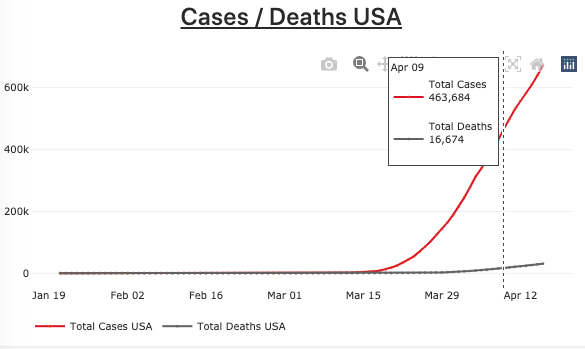 Cases / Deaths USA
Apr 09
Total Cases
463,684
Total Deaths
16,674
600k
400k
200k
0
Jan 19 Feb 02 Feb 16 Mar 01 Mar 15 Mar 29 Apr 12
Total Cases USA Total Deaths USA